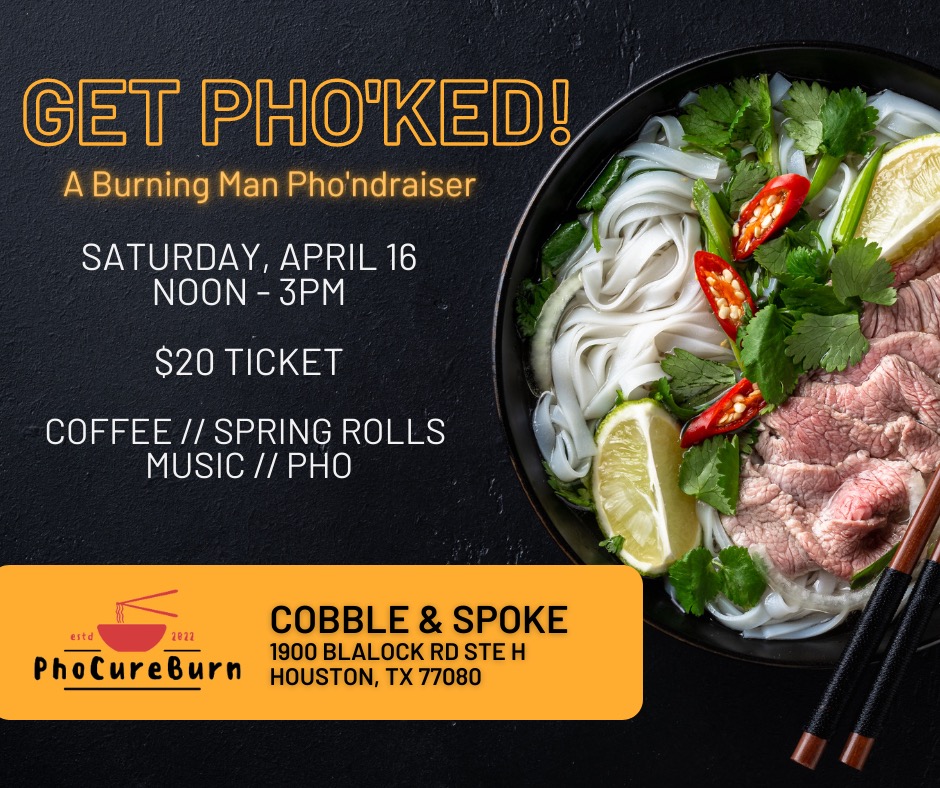 GET PHO'KED!
A Burning Man Pho'ndraiser
SATURDAY, APRIL 16
NOON - 3PM
$20 TICKET
COFFEE // SPRING ROLLS
MUSIC // PHO
estd 2022
PhoCureBurn
COBBLE & SPOKE
1900 BLALOCK RD STE H
HOUSTON, TX 77080